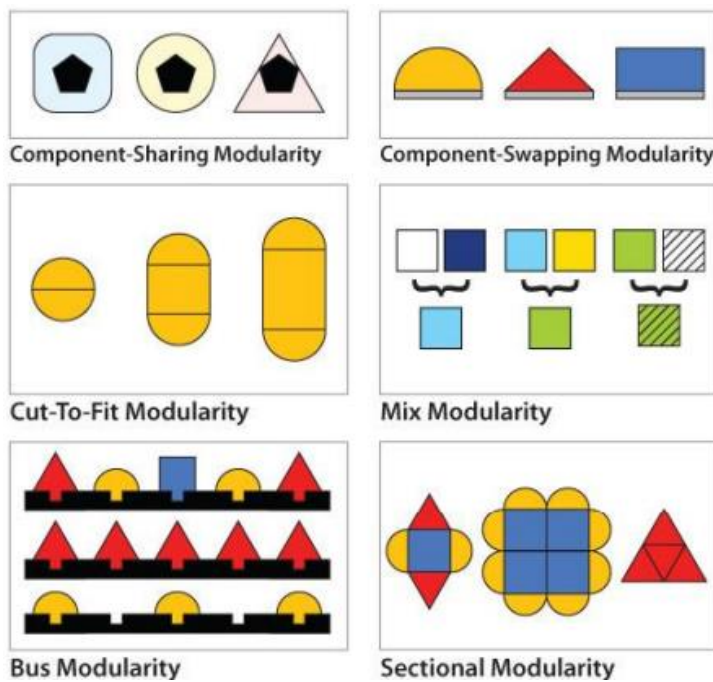 Component-Sharing Modularity
Component-Swapping Modularity
Cut-To-Fit Modularity
Mix Modularity
Bus Modularity
Sectional Modularity